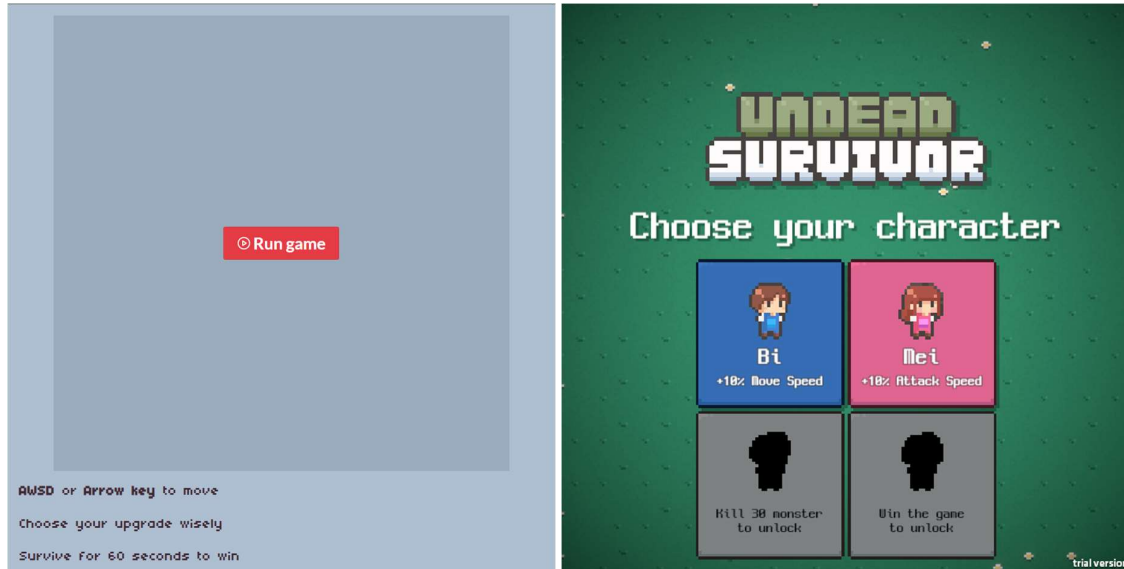 Run game
AWSD or Arrow key to move
Choose your upgrade wisely
Survive for 60 seconds to win
UNDEAD
SURVIVOR
Choose your character
Bi
+10% Move Speed
Mei
+10% Attack Speed
Kill 30 monster
to unlock
Win the game
to unlock
trial version